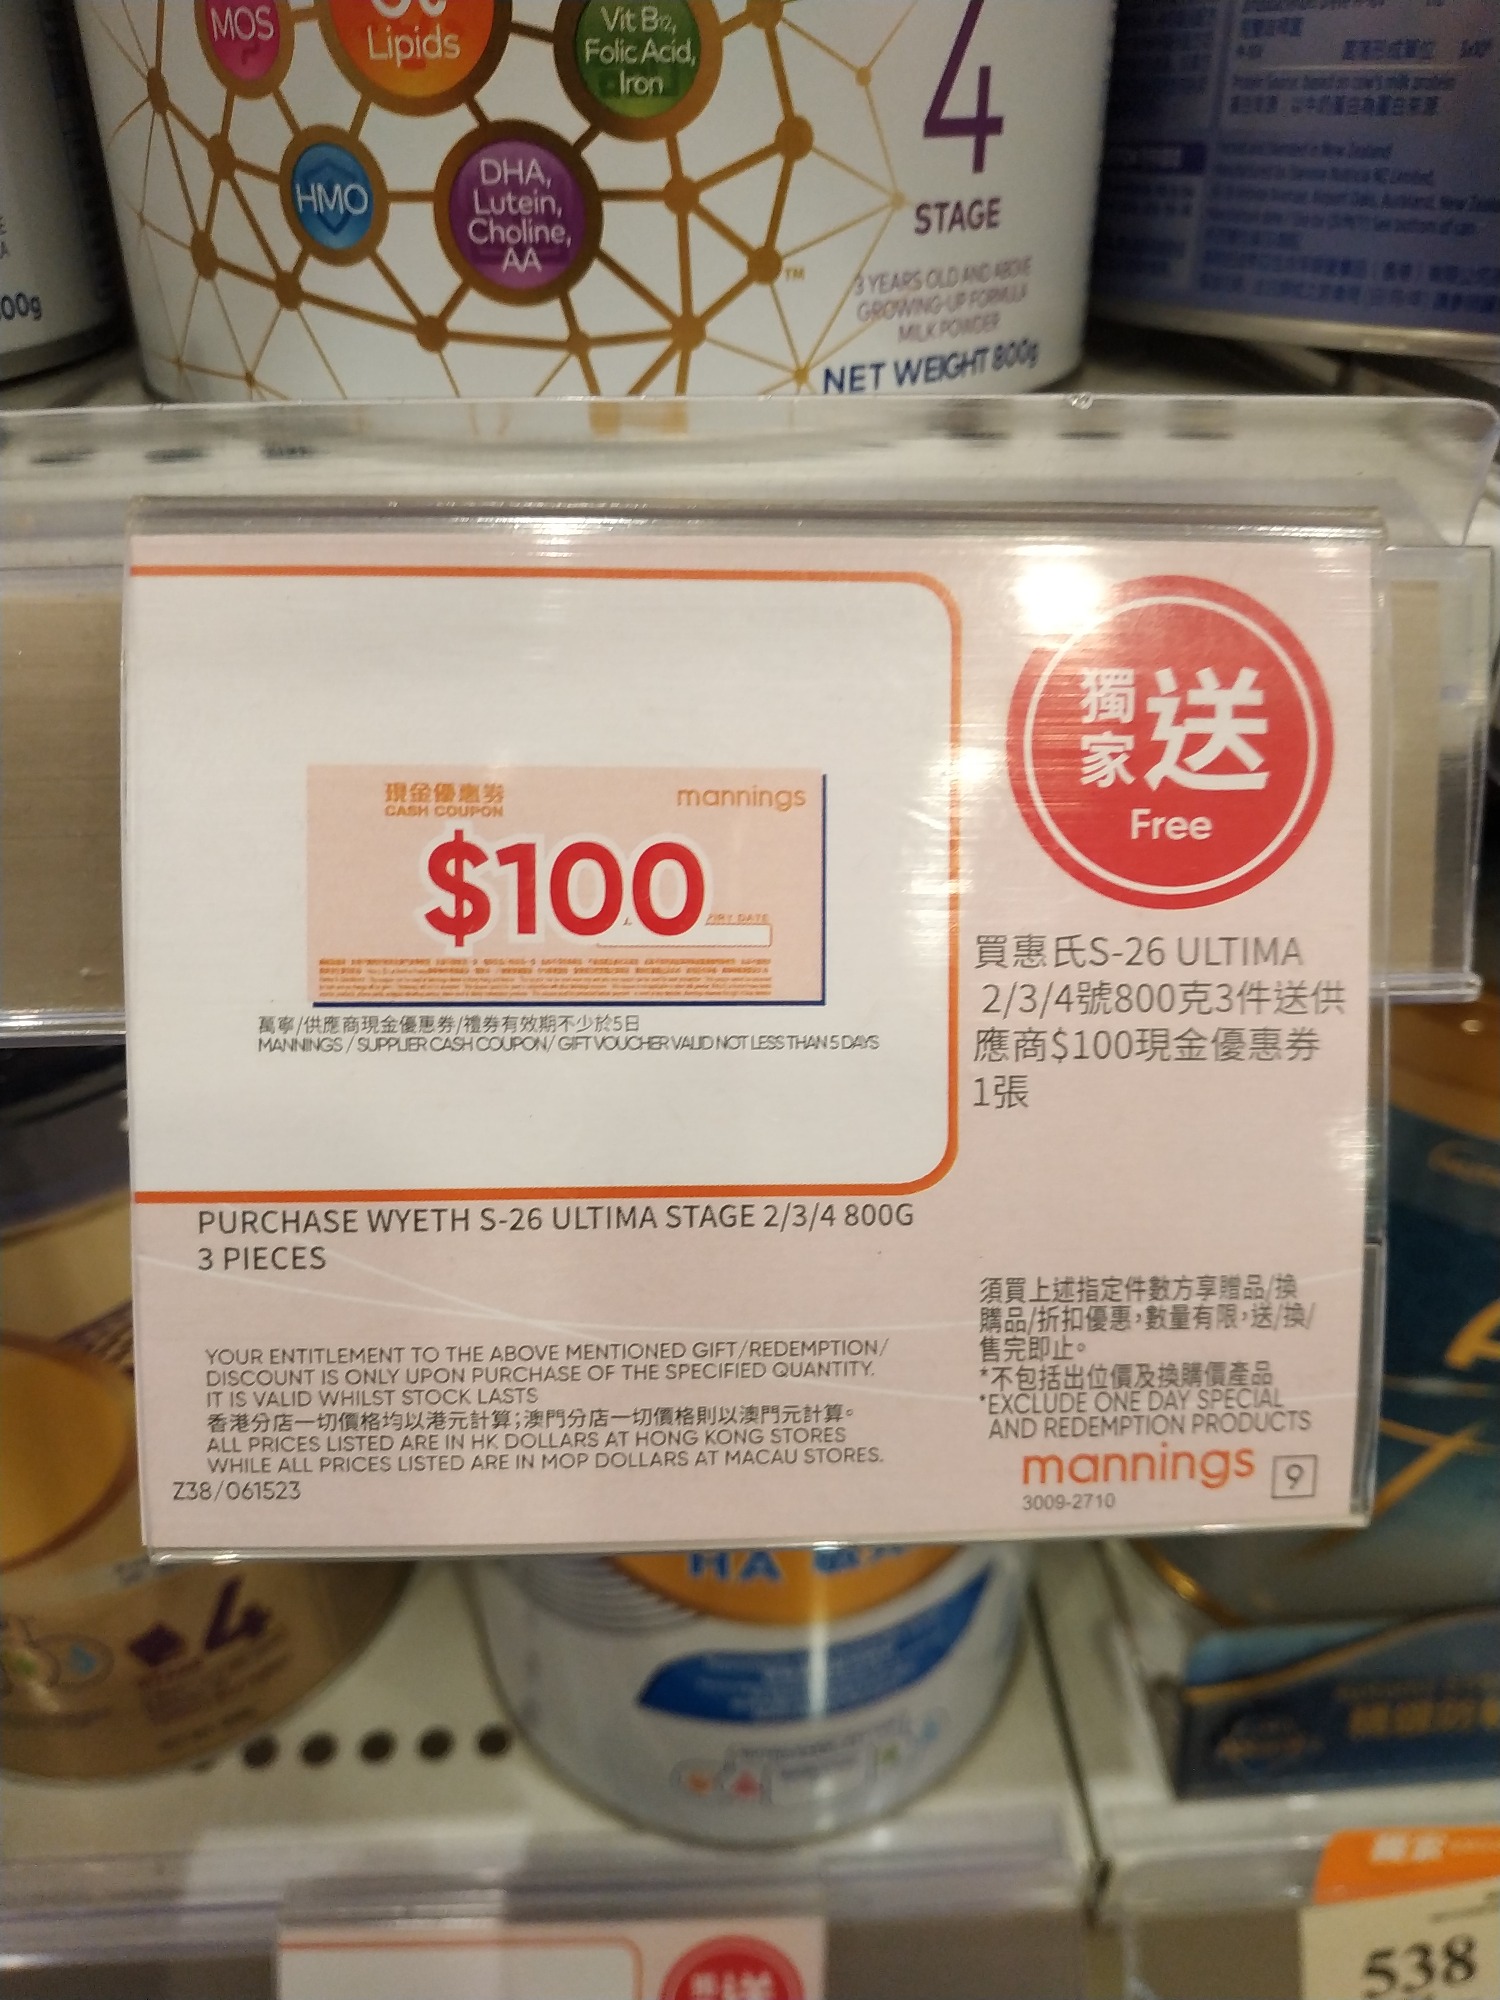 MOS
Lipids
Vit B12,
Folic Acid,
Iron
HMO
DHA,
Lutein,
Choline,
AA
TM
4
STAGE
3 YEARS OLD AND ABOVE
GROWING-UP FORMULA
MILK POWDER
NET WEIGHT 800g
00g
現金優惠券
CASH COUPON
mannings
$100
萬寧/供應商現金優惠券/禮券有效期不少於5日
MANNINGS / SUPPLIER CASH COUPON/ GIFT VOUCHER VALID NOT LESS THAN 5 DAYS
獨家送
Free
買惠氏S-26 ULTIMA
2/3/4號800克3件送供
應商$100現金優惠券
1張
PURCHASE WYETH S-26 ULTIMA STAGE 2/3/4 800G
3 PIECES
YOUR ENTITLEMENT TO THE ABOVE MENTIONED GIFT/REDEMPTION/
DISCOUNT IS ONLY UPON PURCHASE OF THE SPECIFIED QUANTITY.
IT IS VALID WHILST STOCK LASTS
香港分店一切價格均以港元計算;澳門分店一切價格則以澳門元計算。
ALL PRICES LISTED ARE IN HK DOLLARS AT HONG KONG STORES
WHILE ALL PRICES LISTED ARE IN MOP DOLLARS AT MACAU STORES.
Z38/061523
須買上述指定件數方享贈品/換
購品/折扣優惠,數量有限,送/換/
售完即止。
*不包括出位價及換購價產品
*EXCLUDE ONE DAY SPECIAL
AND REDEMPTION PRODUCTS
mannings
9
3009-2710
HA
4
538